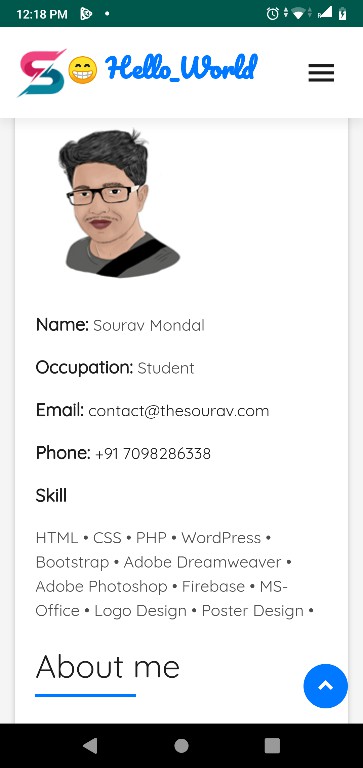 12:18 PM
Hello_World
Name: Sourav Mondal
Occupation: Student
Email: contact@thesourav.com
Phone: +91 7098286338
Skill
HTML • CSS • PHP • WordPress •
Bootstrap • Adobe Dreamweaver •
Adobe Photoshop • Firebase • MS-
Office • Logo Design • Poster Design •
About me